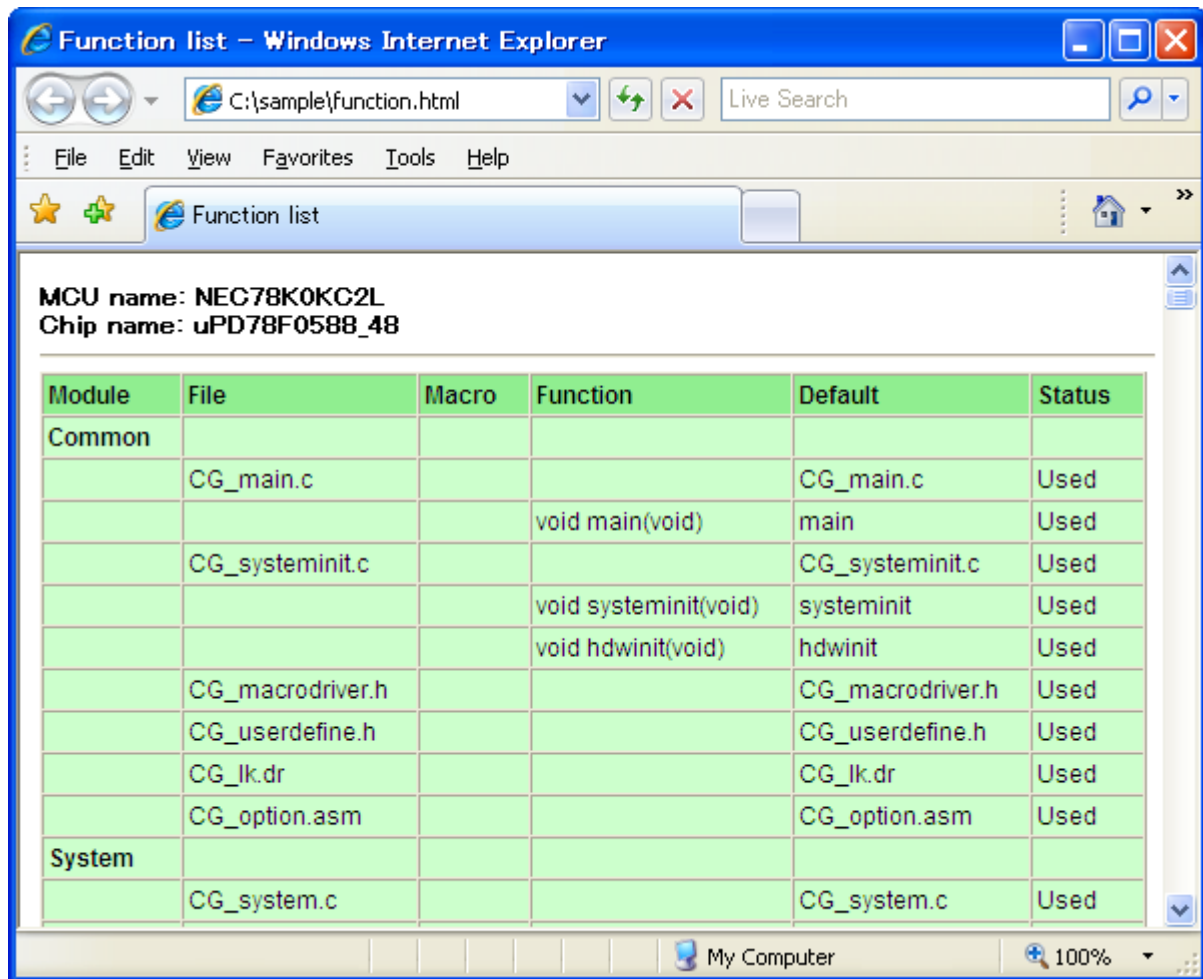 Function list - Windows Internet Explorer
C:\sample\function.html Live Search
File Edit View Favorites Tools Help
Function list »
MCU name: NEC78K0KC2L
Chip name: uPD78F0588_48
Module File Macro Function Default Status
Common
CG_main.c CG_main.c Used
void main(void) main Used
CG_systeminit.c CG_systeminit.c Used
void systeminit(void) systeminit Used
void hdwinit(void) hdwinit Used
CG_macrodriver.h CG_macrodriver.h Used
CG_userdefine.h CG_userdefine.h Used
CG_lk.dr CG_lk.dr Used
CG_option.asm CG_option.asm Used
System
CG_system.c CG_system.c Used
My Computer 100%